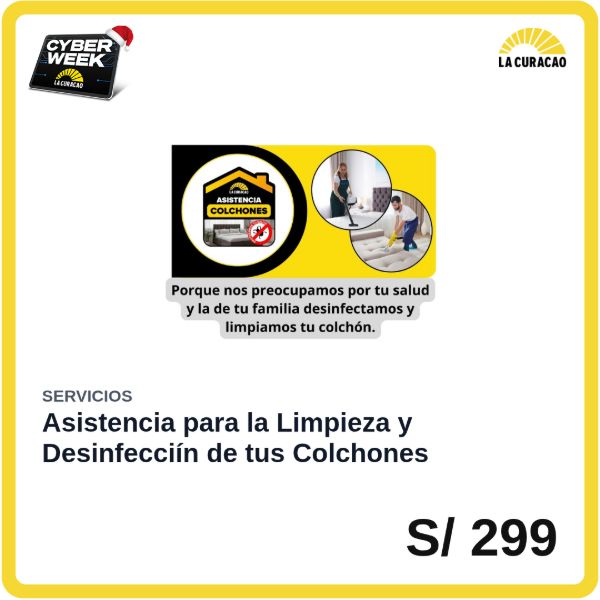 CYBER
WEEK
LA CURACAO
LA CURACAO
LA CURACAO
ASISTENCIA
COLCHONES
Porque nos preocupamos por tu salud
y la de tu familia desinfectamos y
limpiamos tu colchón.
SERVICIOS
Asistencia para la Limpieza y
Desinfecciín de tus Colchones
S/ 299